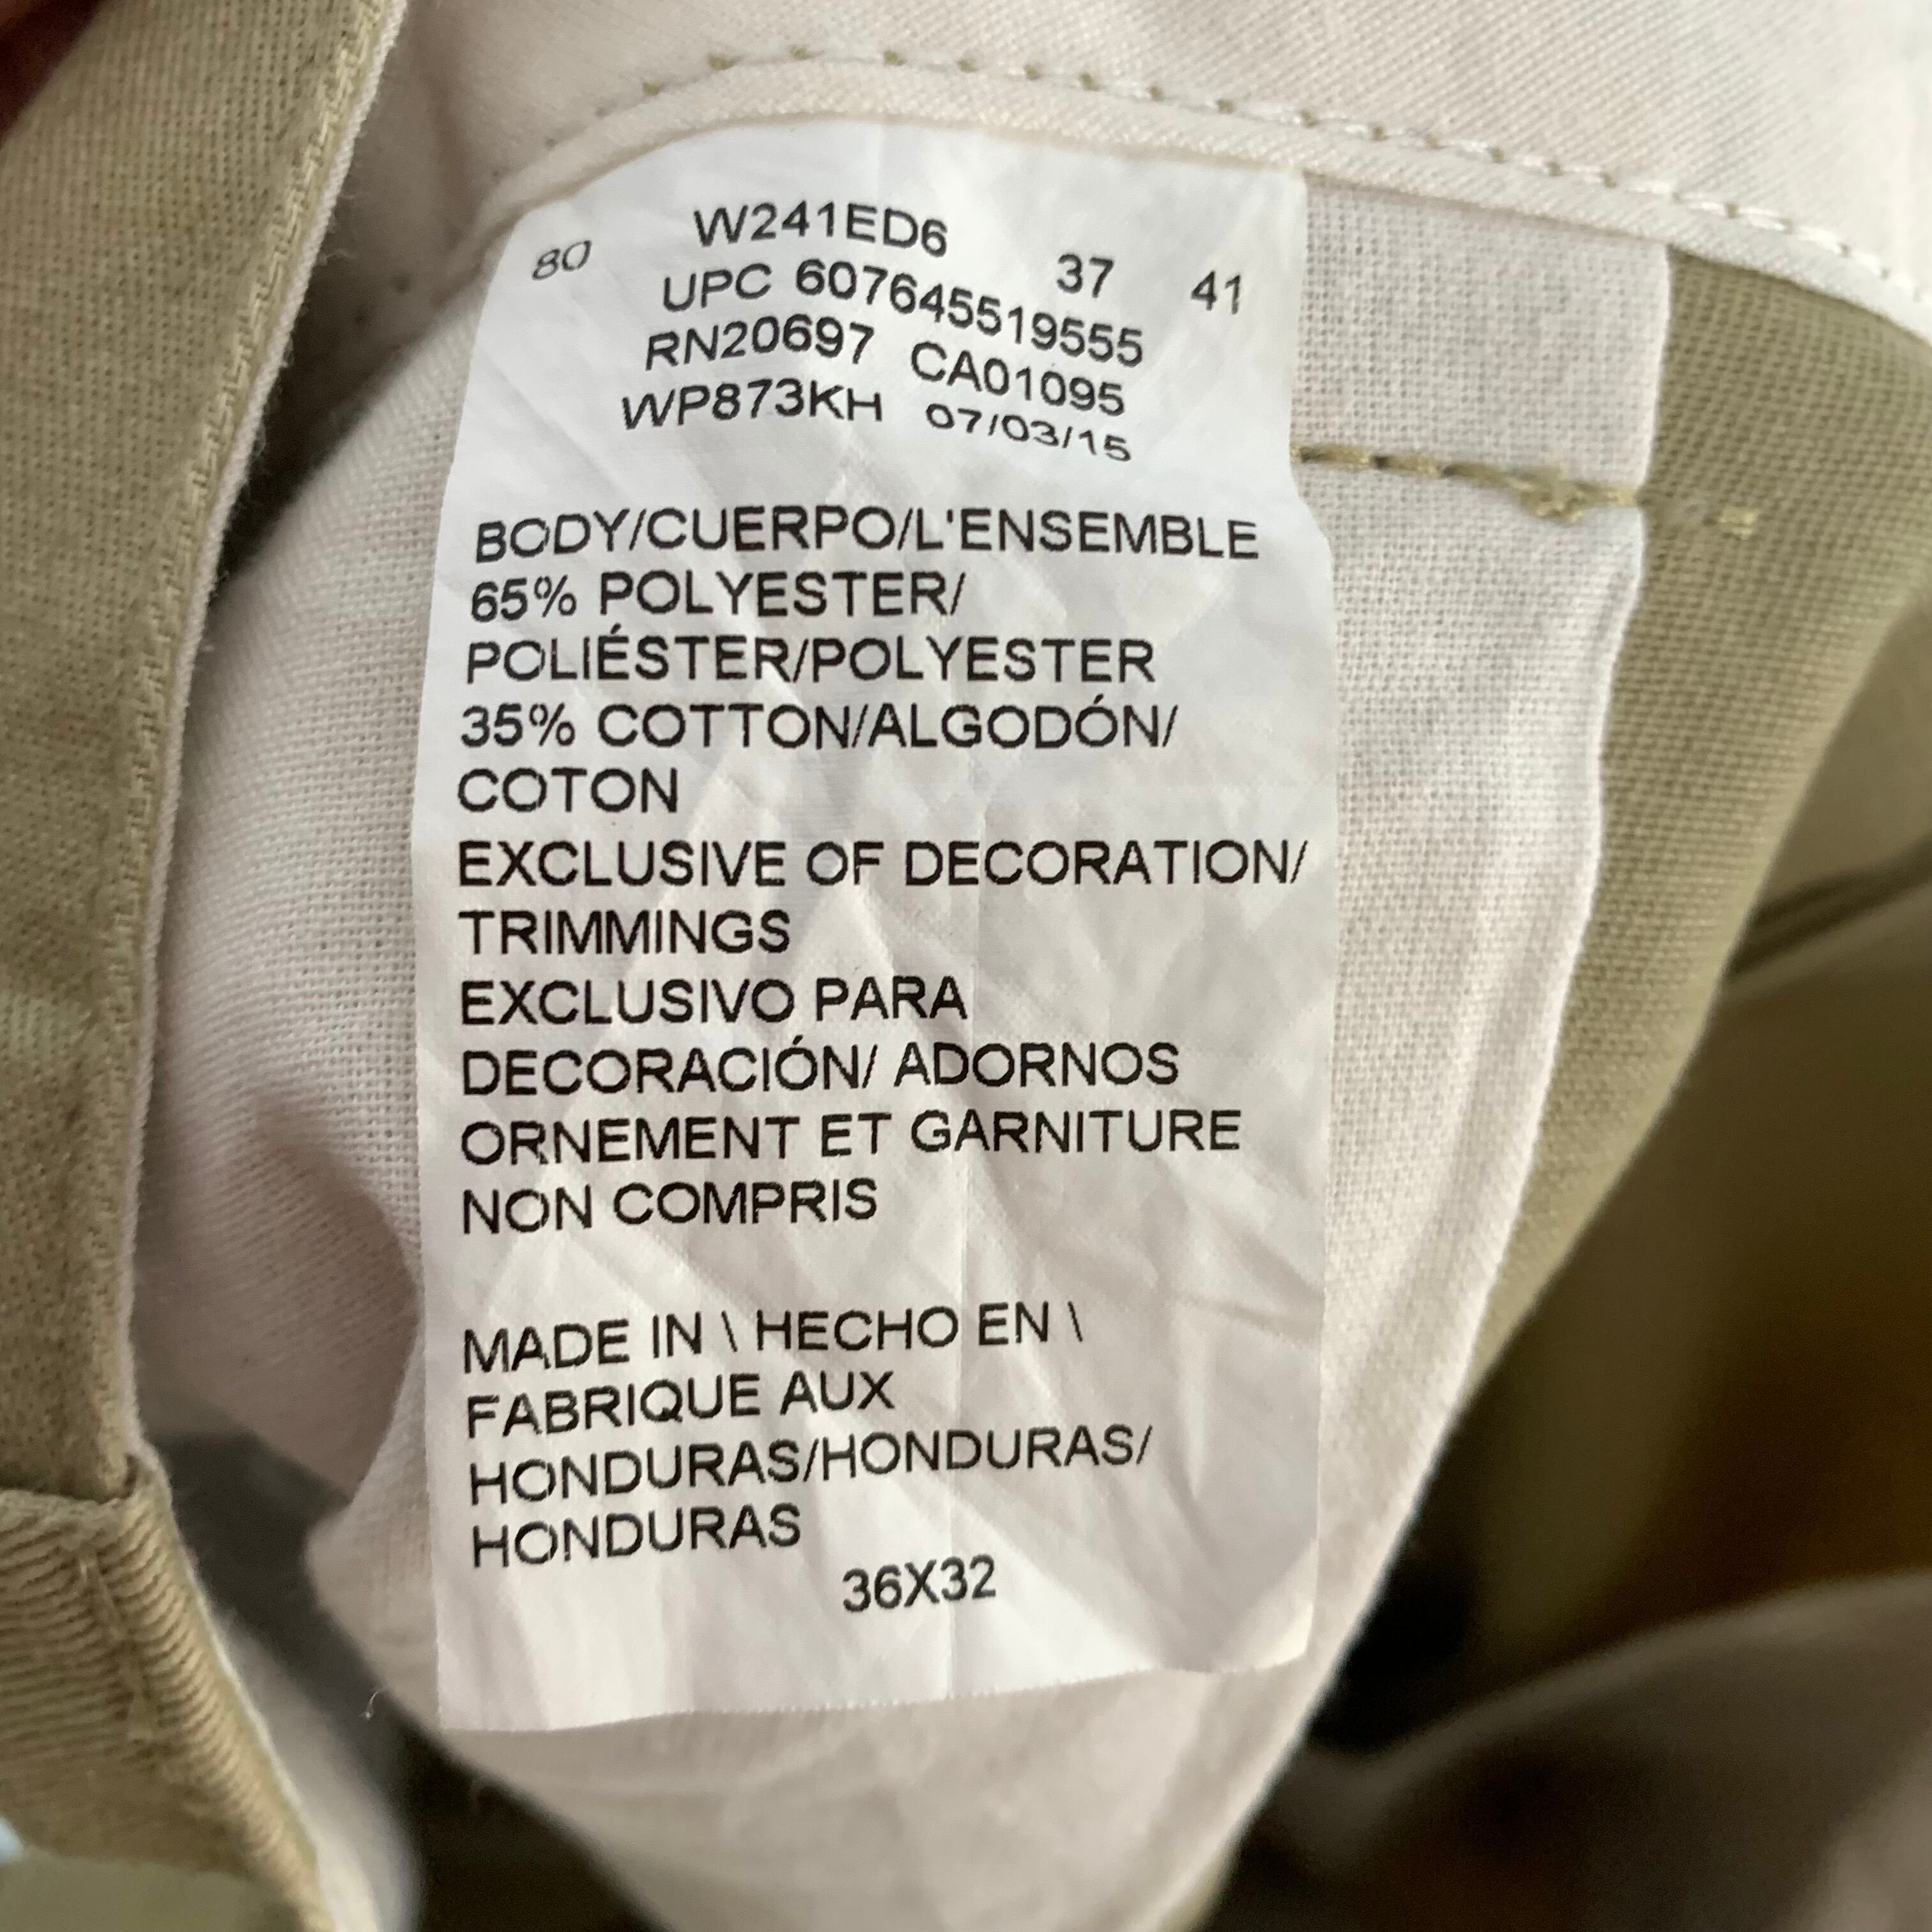 W241ED6
80 37 41
UPC 607645519555
RN20697 CA01095
WP873KH 07/03/15
BODY/CUERPO/L'ENSEMBLE
65% POLYESTER/
POLIÉSTER/POLYESTER
35% COTTON/ALGODÓN/
COTON
EXCLUSIVE OF DECORATION/
TRIMMINGS
EXCLUSIVO PARA
DECORACIÓN/ ADORNOS
ORNEMENT ET GARNITURE
NON COMPRIS
MADE IN \ HECHO EN \
FABRIQUE AUX
HONDURAS/HONDURAS/
HONDURAS
36X32